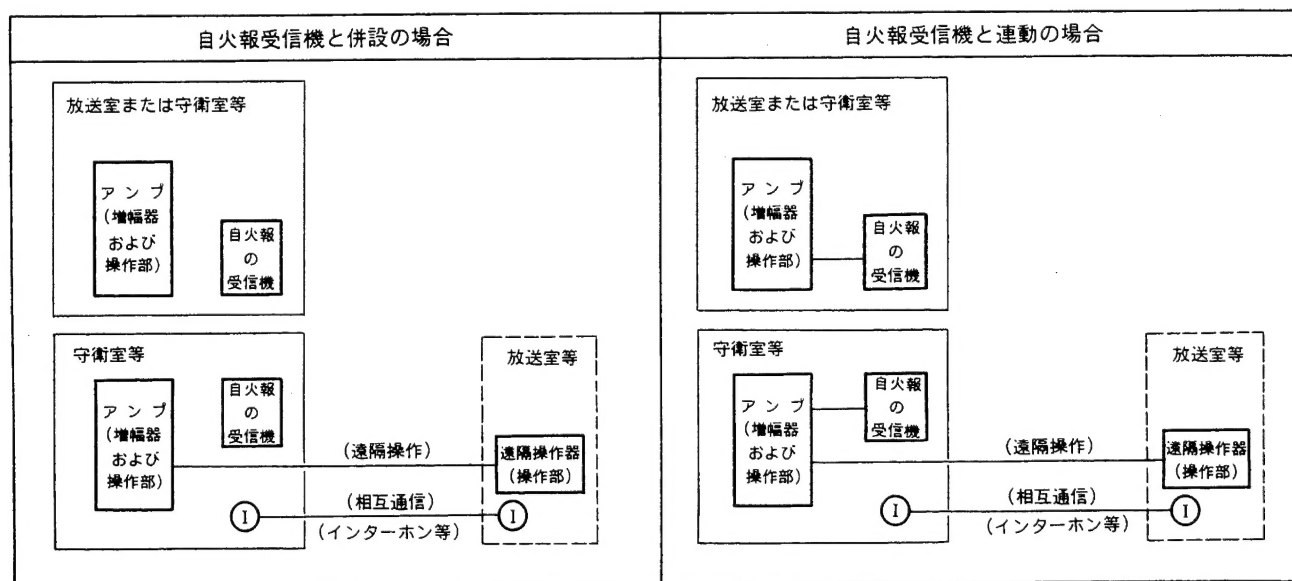 自火報受信機と併設の場合
放送室または守衛室等
アンプ
(増幅器
および
操作部)
自火報
の
受信機
守衛室等
アンプ
(増幅器
および
操作部)
自火報
の
受信機
(遠隔操作)
放送室等
遠隔操作器
(操作部)
I
(相互通信)
(インターホン等)
I
自火報受信機と連動の場合
放送室または守衛室等
アンプ
(増幅器
および
操作部)
自火報
の
受信機
守衛室等
アンプ
(増幅器
および
操作部)
自火報
の
受信機
(遠隔操作)
放送室等
遠隔操作器
(操作部)
I
(相互通信)
(インターホン等)
I